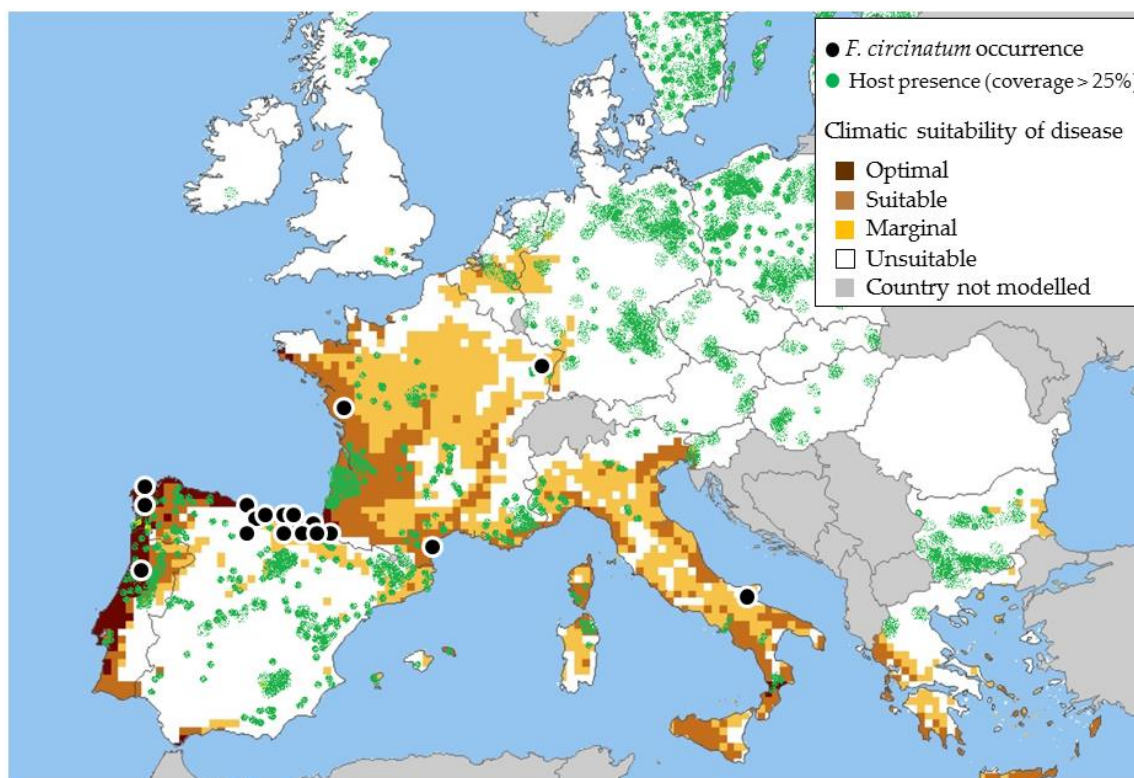 F. circinatum occurrence
Host presence (coverage > 25%)
Climatic suitability of disease
Optimal
Suitable
Marginal
Unsuitable
Country not modelled